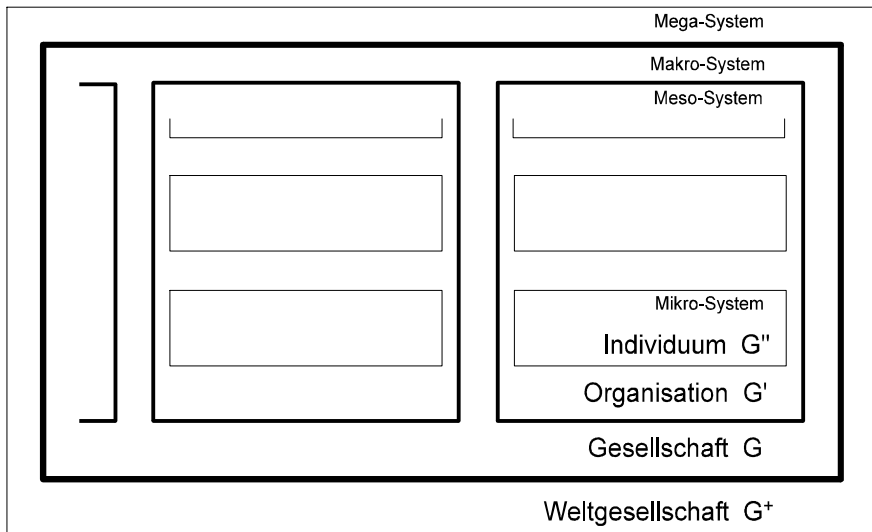 Mega-System
Makro-System
Meso-System
Mikro-System
Individuum G"
Organisation G'
Gesellschaft G
Weltgesellschaft G⁺